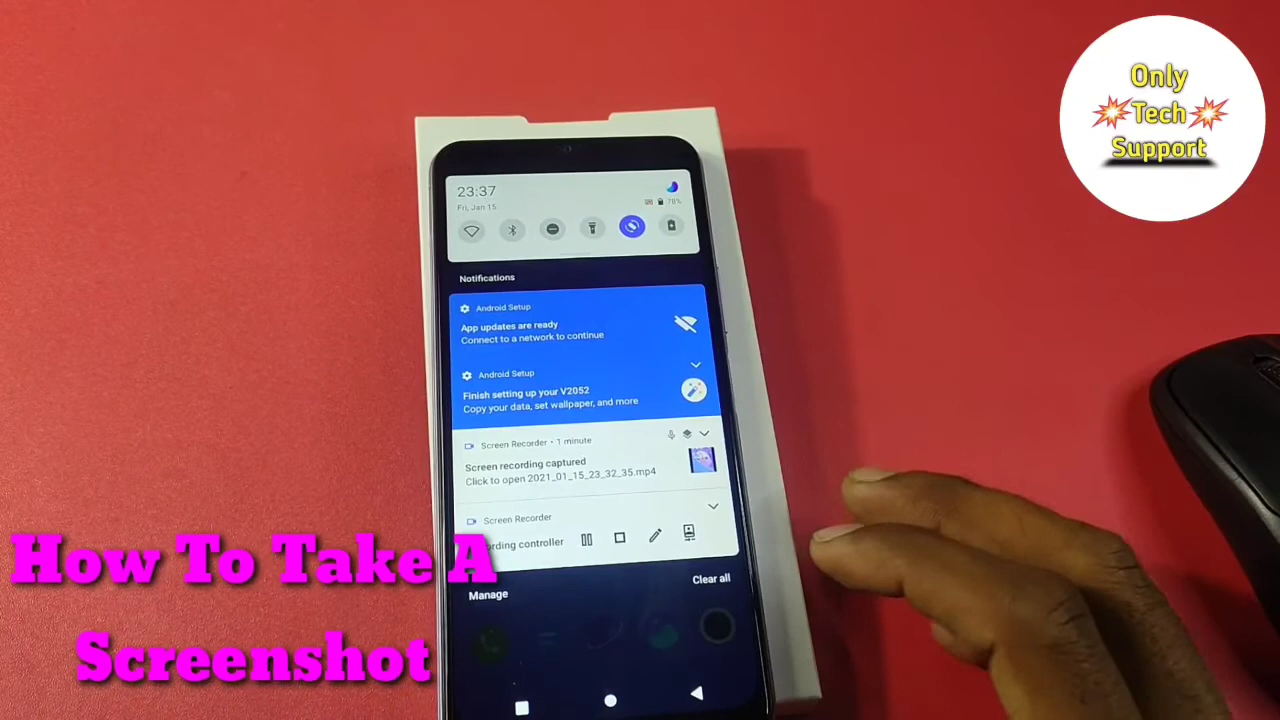 Only
Tech
Support
23:37
Fri, Jan 15
78%
Notifications
Android Setup
App updates are ready
Connect to a network to continue
Android Setup
Finish setting up your V2052
Copy your data, set wallpaper, and more
Screen Recorder • 1 minute
Screen recording captured
Click to open 2021_01_15_23_32_35.mp4
Screen Recorder
controller
Manage
Clear all
How To Take A
Screenshot